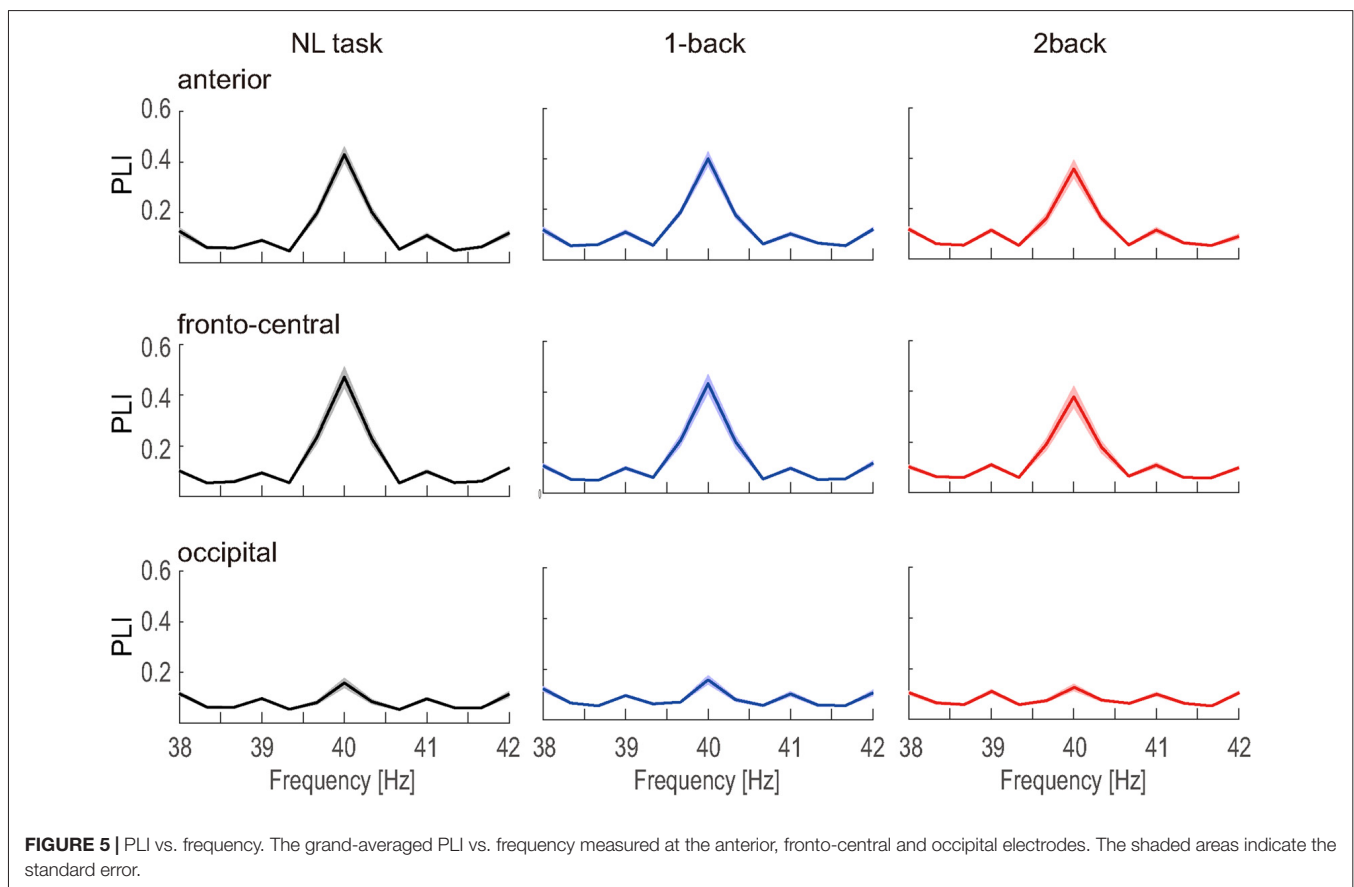 NL task 1-back 2back
anterior
0.6
0.4
0.2
PLI
fronto-central
0.6
0.4
0.2
PLI
0
occipital
0.6
0.4
0.2
PLI
38 39 40 41 42 38 39 40 41 42 38 39 40 41 42
Frequency [Hz] Frequency [Hz] Frequency [Hz]
FIGURE 5 | PLI vs. frequency. The grand-averaged PLI vs. frequency measured at the anterior, fronto-central and occipital electrodes. The shaded areas indicate the
standard error.